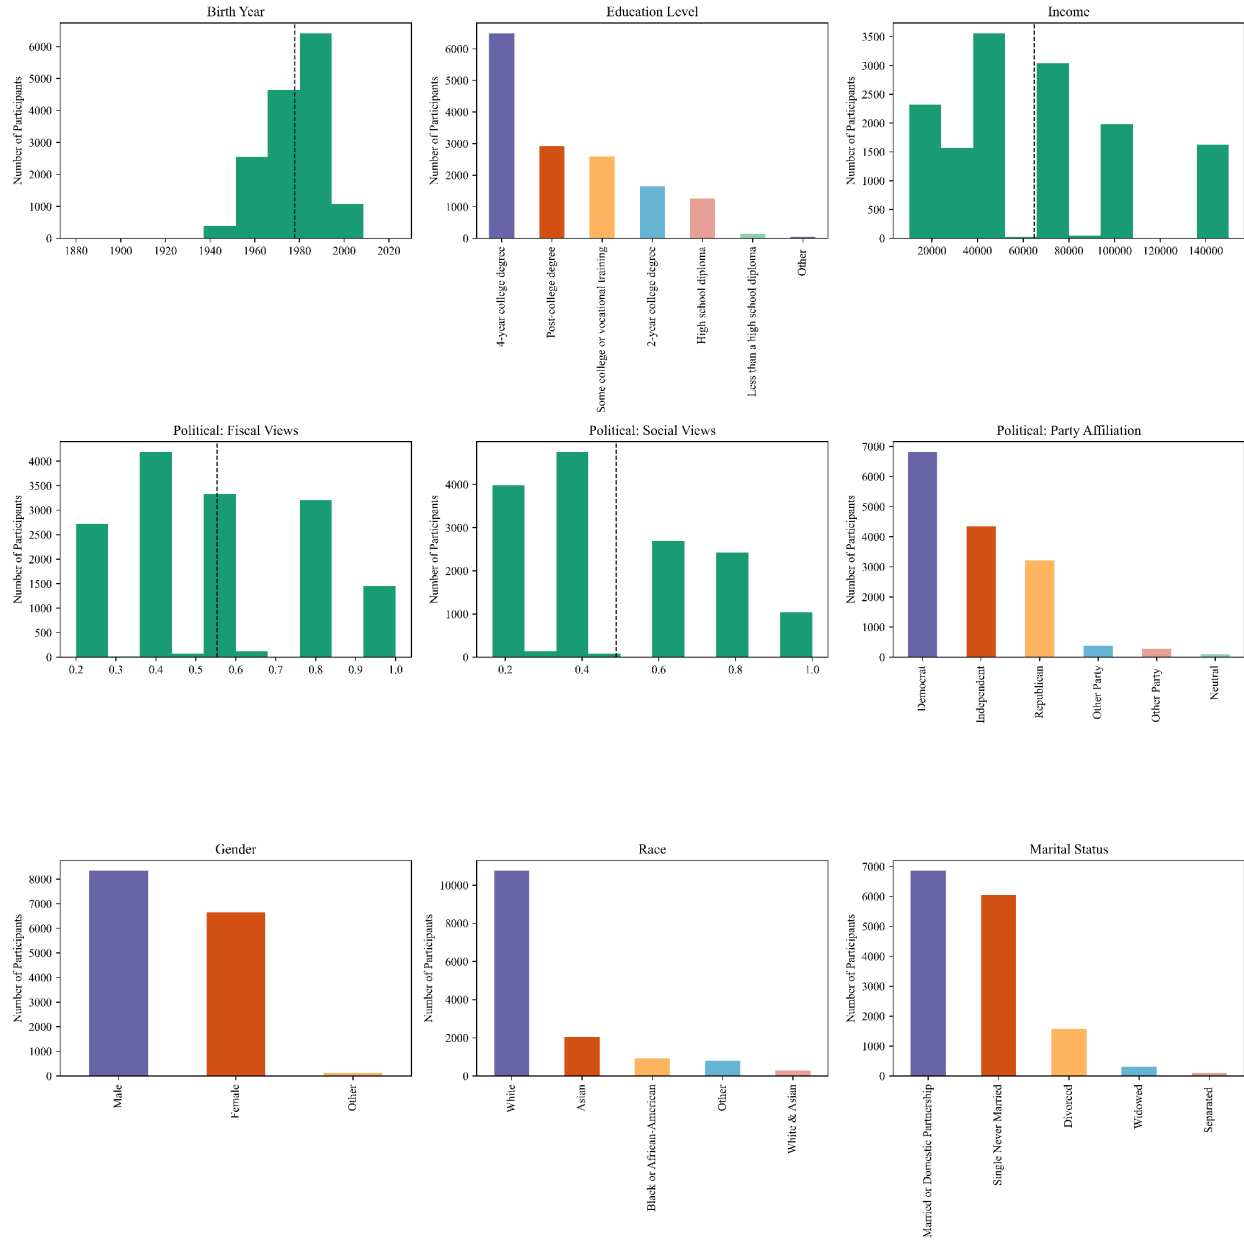 Birth Year
Number of Participants
6000
5000
4000
3000
2000
1000
0
1880
1900
1920
1940
1960
1980
2000
2020
Education Level
Number of Participants
6000
5000
4000
3000
2000
1000
0
4-year college degree
Post-college degree
Some college or vocational training
2-year college degree
High school diploma
Less than a high school diploma
Other
Income
Number of Participants
3500
3000
2500
2000
1500
1000
500
0
20000
40000
60000
80000
100000
120000
140000
Political: Fiscal Views
Number of Participants
4000
3500
3000
2500
2000
1500
1000
500
0
0.2
0.3
0.4
0.5
0.6
0.7
0.8
0.9
1.0
Political: Social Views
Number of Participants
4000
3000
2000
1000
0
0.2
0.4
0.6
0.8
1.0
Political: Party Affiliation
Number of Participants
7000
6000
5000
4000
3000
2000
1000
0
Democrat
Independent
Republican
Other Party
Other Party
Neutral
Gender
Number of Participants
8000
7000
6000
5000
4000
3000
2000
1000
0
Male
Female
Other
Race
Number of Participants
10000
8000
6000
4000
2000
0
White
Asian
Black or African-American
Other
White & Asian
Marital Status
Number of Participants
7000
6000
5000
4000
3000
2000
1000
0
Married or Domestic Partnership
Single Never Married
Divorced
Widowed
Separated